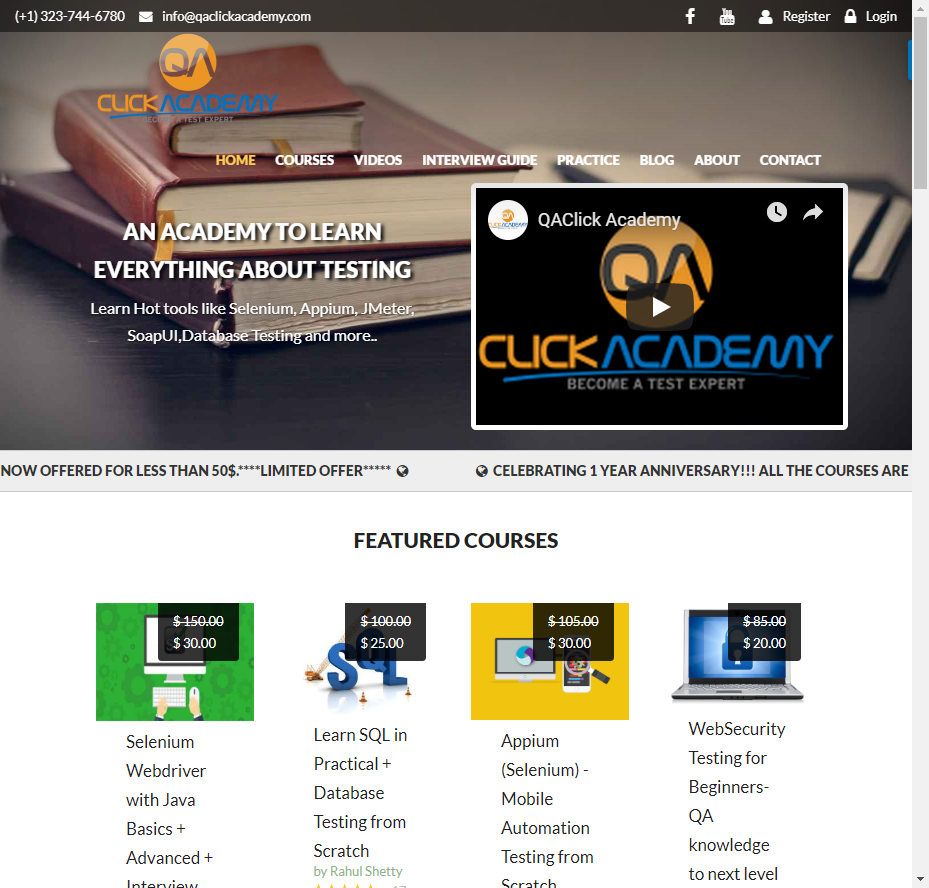 (+1) 323-744-6780 info@qaclickacademy.com
Register Login
QA
CLICKACADEMY
BECOME A TEST EXPERT
HOME COURSES VIDEOS INTERVIEW GUIDE PRACTICE BLOG ABOUT CONTACT
AN ACADEMY TO LEARN
EVERYTHING ABOUT TESTING
Learn Hot tools like Selenium, Appium, JMeter,
SoapUI,Database Testing and more..
QAClick Academy
QA
CLICKACADEMY
BECOME A TEST EXPERT
NOW OFFERED FOR LESS THAN 50$.****LIMITED OFFER***** CELEBRATING 1 YEAR ANNIVERSARY!!! ALL THE COURSES ARE
FEATURED COURSES
$ 150.00
$ 30.00
Selenium
Webdriver
with Java
Basics +
Advanced +
Interview
$ 100.00
$ 25.00
SQL
Learn SQL in
Practical +
Database
Testing from
Scratch
by Rahul Shetty
$ 105.00
$ 30.00
Appium
(Selenium) -
Mobile
Automation
Testing from
Scratch
$ 85.00
$ 20.00
WebSecurity
Testing for
Beginners-
QA
knowledge
to next level